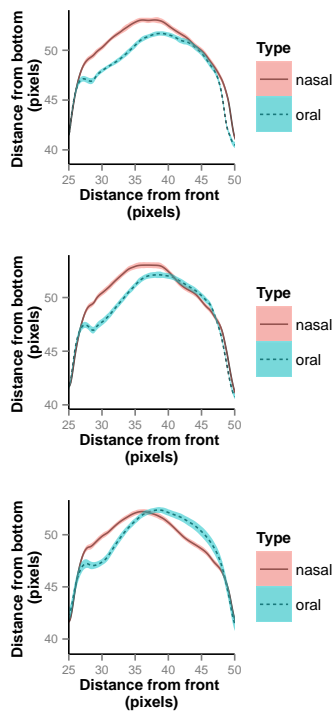 Distance from bottom
(pixels)
50
45
40
25 30 35 40 45 50
Distance from front
(pixels)
Type
nasal
oral
Distance from bottom
(pixels)
50
45
40
25 30 35 40 45 50
Distance from front
(pixels)
Type
nasal
oral
Distance from bottom
(pixels)
50
45
40
25 30 35 40 45 50
Distance from front
(pixels)
Type
nasal
oral